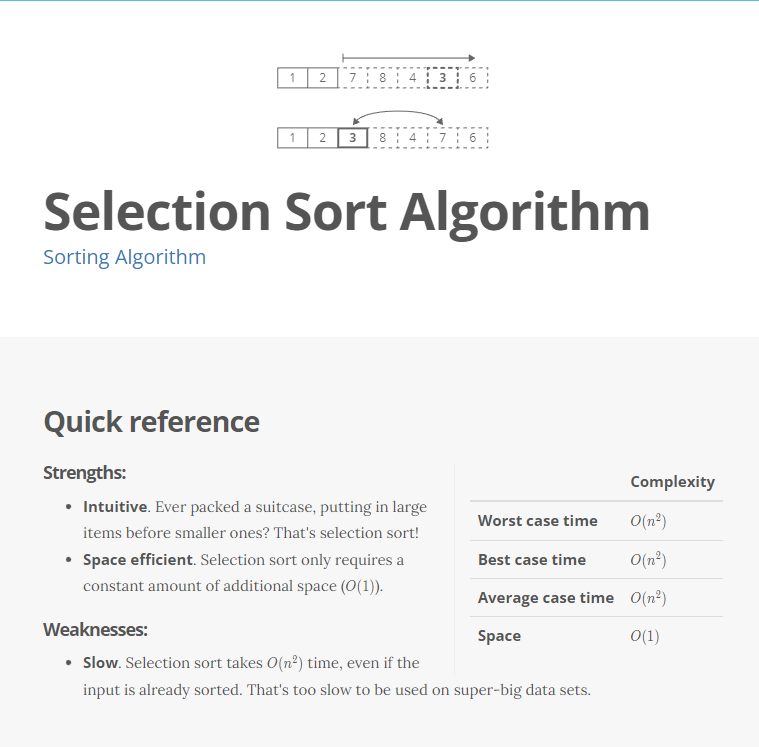 1 2 7 8 4 3 6
1 2 3 8 4 7 6
Selection Sort Algorithm
Sorting Algorithm
Quick reference
Strengths:
• Intuitive. Ever packed a suitcase, putting in large
items before smaller ones? That's selection sort!
• Space efficient. Selection sort only requires a
constant amount of additional space (O(1)).
Weaknesses:
• Slow. Selection sort takes O(n²) time, even if the
input is already sorted. That's too slow to be used on super-big data sets.
Complexity
Worst case time O(n²)
Best case time O(n²)
Average case time O(n²)
Space O(1)